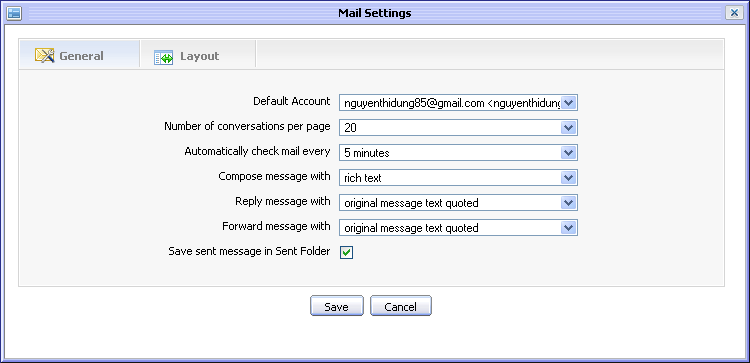 Mail Settings
General Layout
Default Account nguyenthidung85@gmail.com <nguyenthidung
Number of conversations per page 20
Automatically check mail every 5 minutes
Compose message with rich text
Reply message with original message text quoted
Forward message with original message text quoted
Save sent message in Sent Folder
Save Cancel